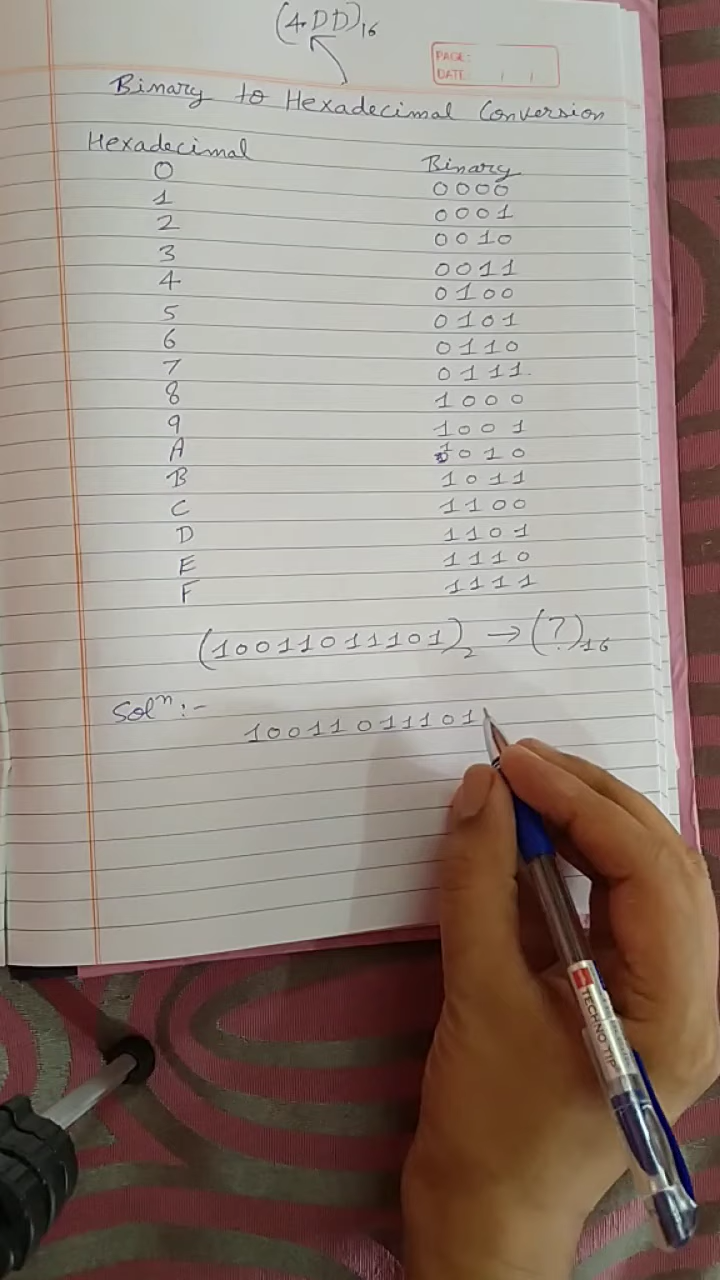 (4DD)16
PAGE:
DATE: / /
Binary to Hexadecimal Conversion
Hexadecimal Binary
0 0000
1 0001
2 0010
3 0011
4 0100
5 0101
6 0110
7 0111
8 1000
9 1001
A 1010
B 1011
C 1100
D 1101
E 1110
F 1111
(10011011101)2 → (?)16
Solⁿ :-
10011011101
TECHNO TIP